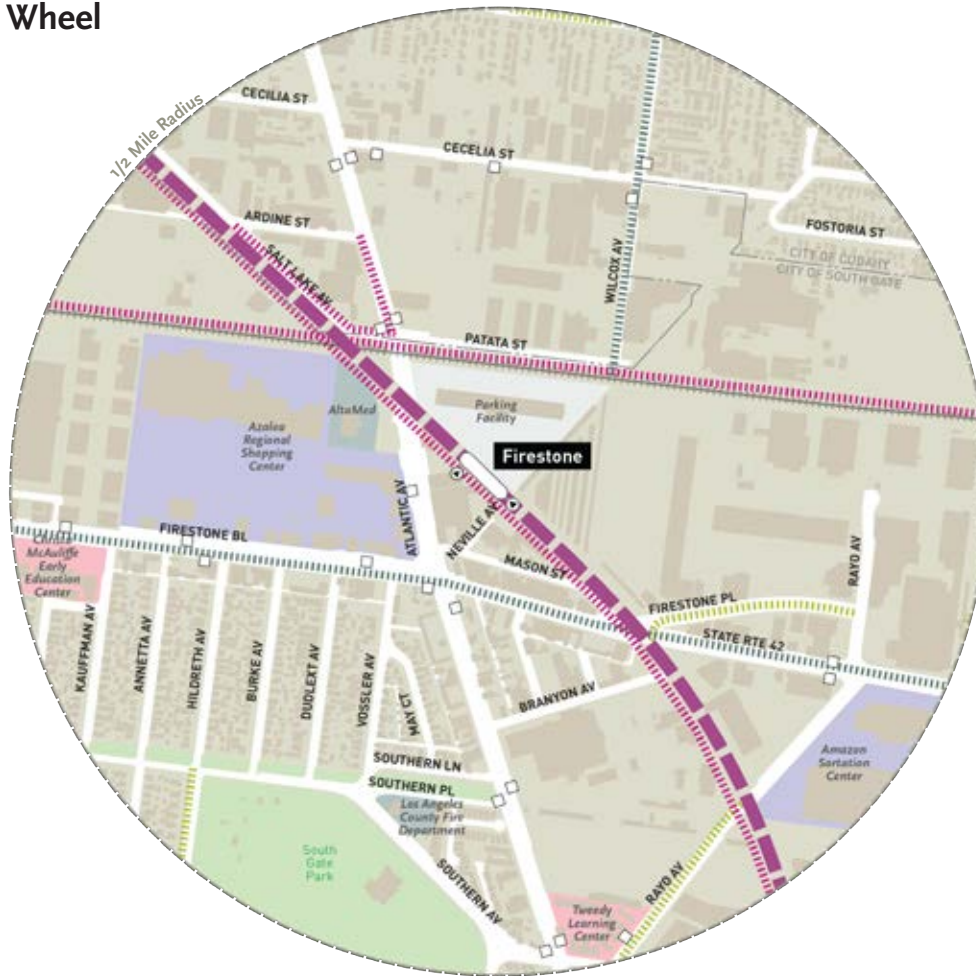 Wheel
1/2 Mile Radius
CECILIA ST
CECELIA ST
ARDINE ST
FOSTORIA ST
CITY OF CUDAHY
CITY OF SOUTH GATE
SALT LAKE AV
WILCOX AV
PATATA ST
Parking
Facility
AltaMed
Azalea
Regional
Shopping
Center
Firestone
ATLANTIC AV
NEVILLE AV
FIRESTONE BL
McAuliffe
Early
Education
Center
MASON ST
RAYO AV
FIRESTONE PL
STATE RTE 42
KAUFFMAN AV
ANNETTA AV
HILDRETH AV
BURKE AV
DUDLEXT AV
VOSSLER AV
MAY CT
BRANYON AV
SOUTHERN LN
SOUTHERN PL
Los Angeles
County Fire
Department
Amazon
Sortation
Center
South
Gate
Park
SOUTHERN AV
RAYO AV
Tweedy
Learning
Center